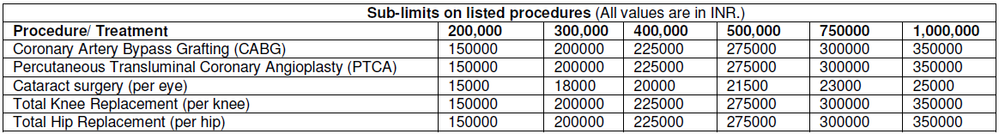 Sub-limits on listed procedures (All values are in INR.)
Procedure/ Treatment 200,000 300,000 400,000 500,000 750000 1,000,000
Coronary Artery Bypass Grafting (CABG) 150000 200000 225000 275000 300000 350000
Percutaneous Transluminal Coronary Angioplasty (PTCA) 150000 200000 225000 275000 300000 350000
Cataract surgery (per eye) 15000 18000 20000 21500 23000 25000
Total Knee Replacement (per knee) 150000 200000 225000 275000 300000 350000
Total Hip Replacement (per hip) 150000 200000 225000 275000 300000 350000